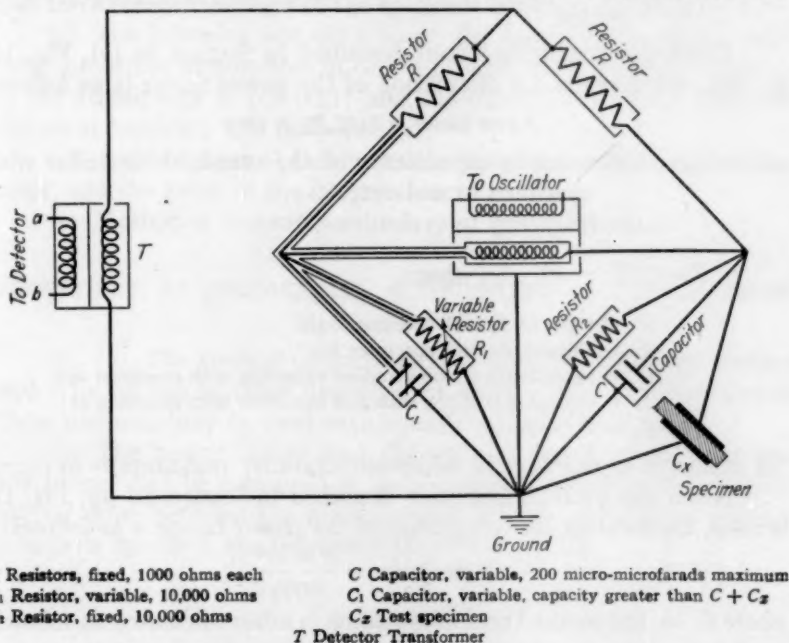 Resistor
R
Resistor
R
To Oscillator
To Detector
a
b
T
Variable
Resistor
R₁
Resistor
R₂
Capacitor
C
C₁
Cₓ
Specimen
Ground
Resistors, fixed, 1000 ohms each
₁ Resistor, variable, 10,000 ohms
₂ Resistor, fixed, 10,000 ohms
C Capacitor, variable, 200 micro-microfarads maximum
C₁ Capacitor, variable, capacity greater than C + Cₓ
Cₓ Test specimen
T Detector Transformer